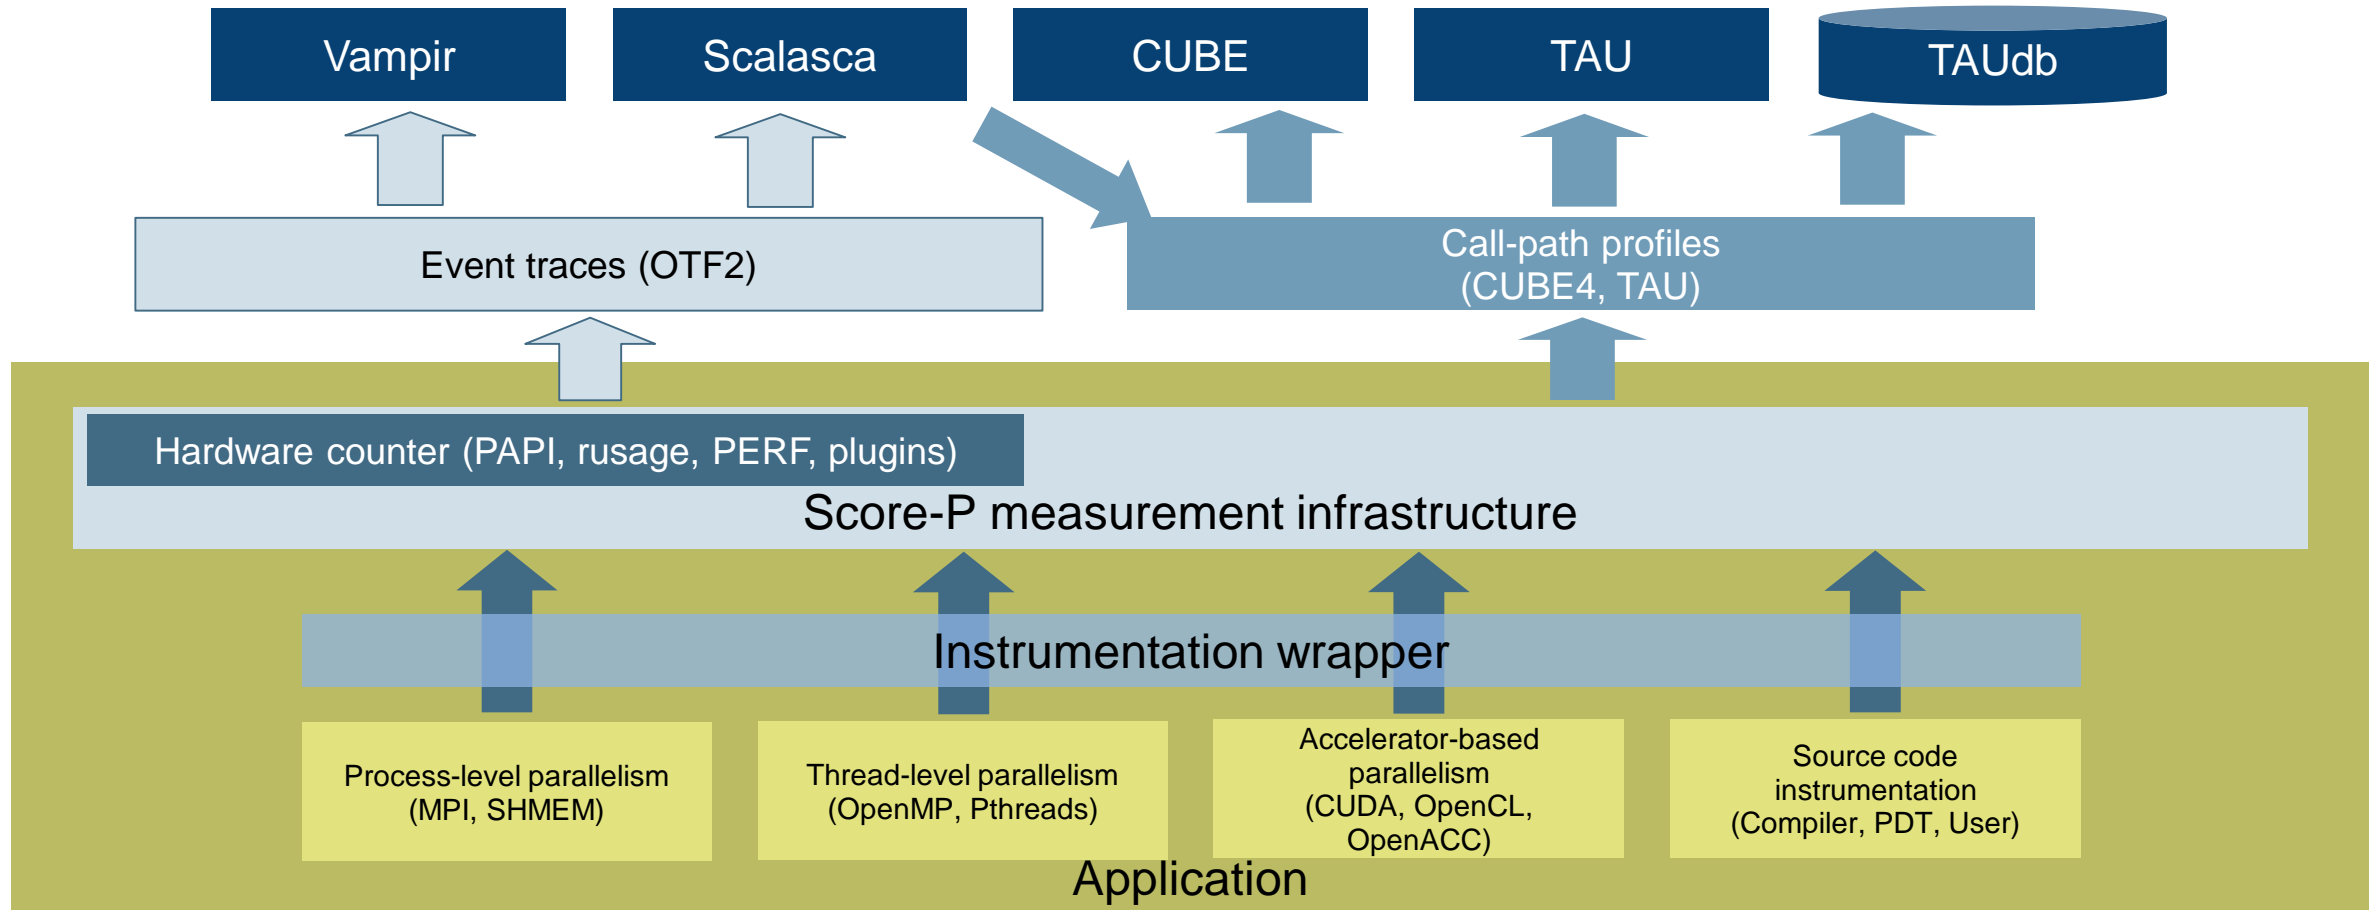 Vampir
Scalasca
CUBE
TAU
TAUdb
Event traces (OTF2)
Call-path profiles
(CUBE4, TAU)
Hardware counter (PAPI, rusage, PERF, plugins)
Score-P measurement infrastructure
Instrumentation wrapper
Process-level parallelism
(MPI, SHMEM)
Thread-level parallelism
(OpenMP, Pthreads)
Accelerator-based
parallelism
(CUDA, OpenCL,
OpenACC)
Source code
instrumentation
(Compiler, PDT, User)
Application